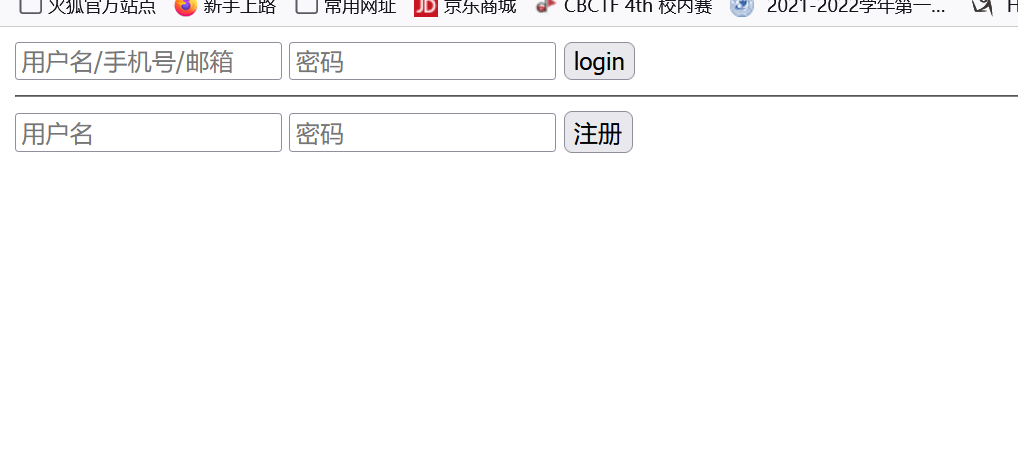 火狐官方站点 新手上路 常用网址 JD 京东商城 CBCTF 4th 校内赛 2021-2022学年第一... H
用户名/手机号/邮箱 密码 login
用户名 密码 注册